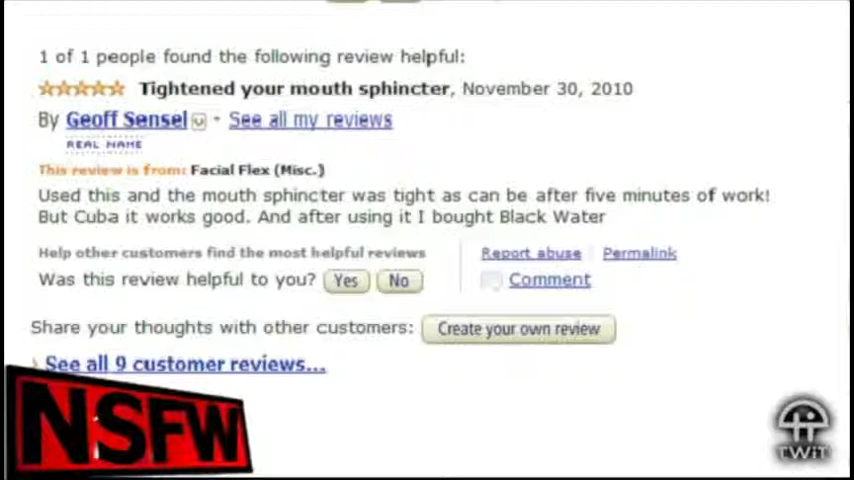 1 of 1 people found the following review helpful:
Tightened your mouth sphincter, November 30, 2010
By Geoff Sensel - See all my reviews
REAL NAME
This review is from: Facial Flex (Misc.)
Used this and the mouth sphincter was tight as can be after five minutes of work!
But Cuba it works good. And after using it I bought Black Water
Help other customers find the most helpful reviews
Report abuse | Permalink
Was this review helpful to you? Yes No
Comment
Share your thoughts with other customers: Create your own review
› See all 9 customer reviews...
NSFW
TWiT